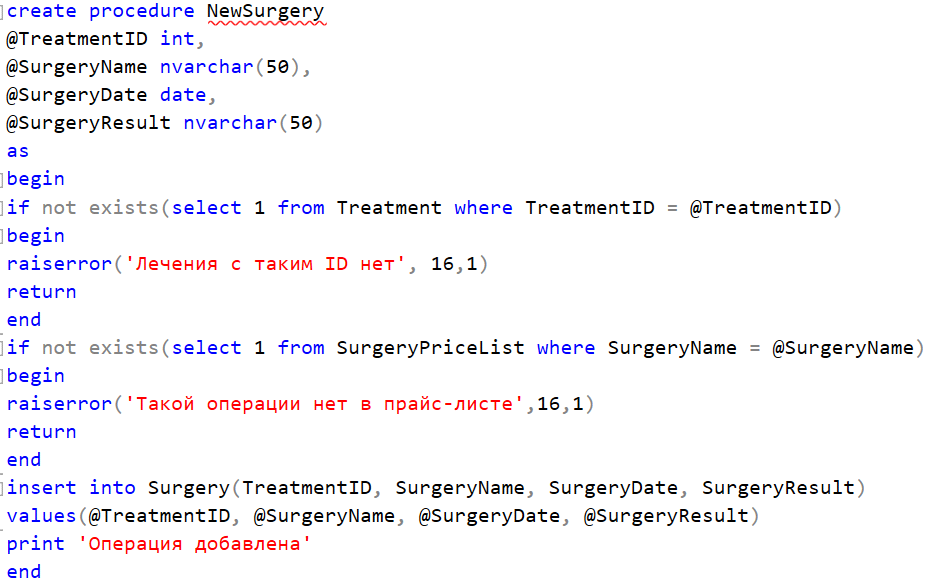 create procedure NewSurgery
@TreatmentID int,
@SurgeryName nvarchar(50),
@SurgeryDate date,
@SurgeryResult nvarchar(50)
as
begin
if not exists(select 1 from Treatment where TreatmentID = @TreatmentID)
begin
raiserror('Лечения с таким ID нет', 16,1)
return
end
if not exists(select 1 from SurgeryPriceList where SurgeryName = @SurgeryName)
begin
raiserror('Такой операции нет в прайс-листе',16,1)
return
end
insert into Surgery(TreatmentID, SurgeryName, SurgeryDate, SurgeryResult)
values(@TreatmentID, @SurgeryName, @SurgeryDate, @SurgeryResult)
print 'Операция добавлена'
end